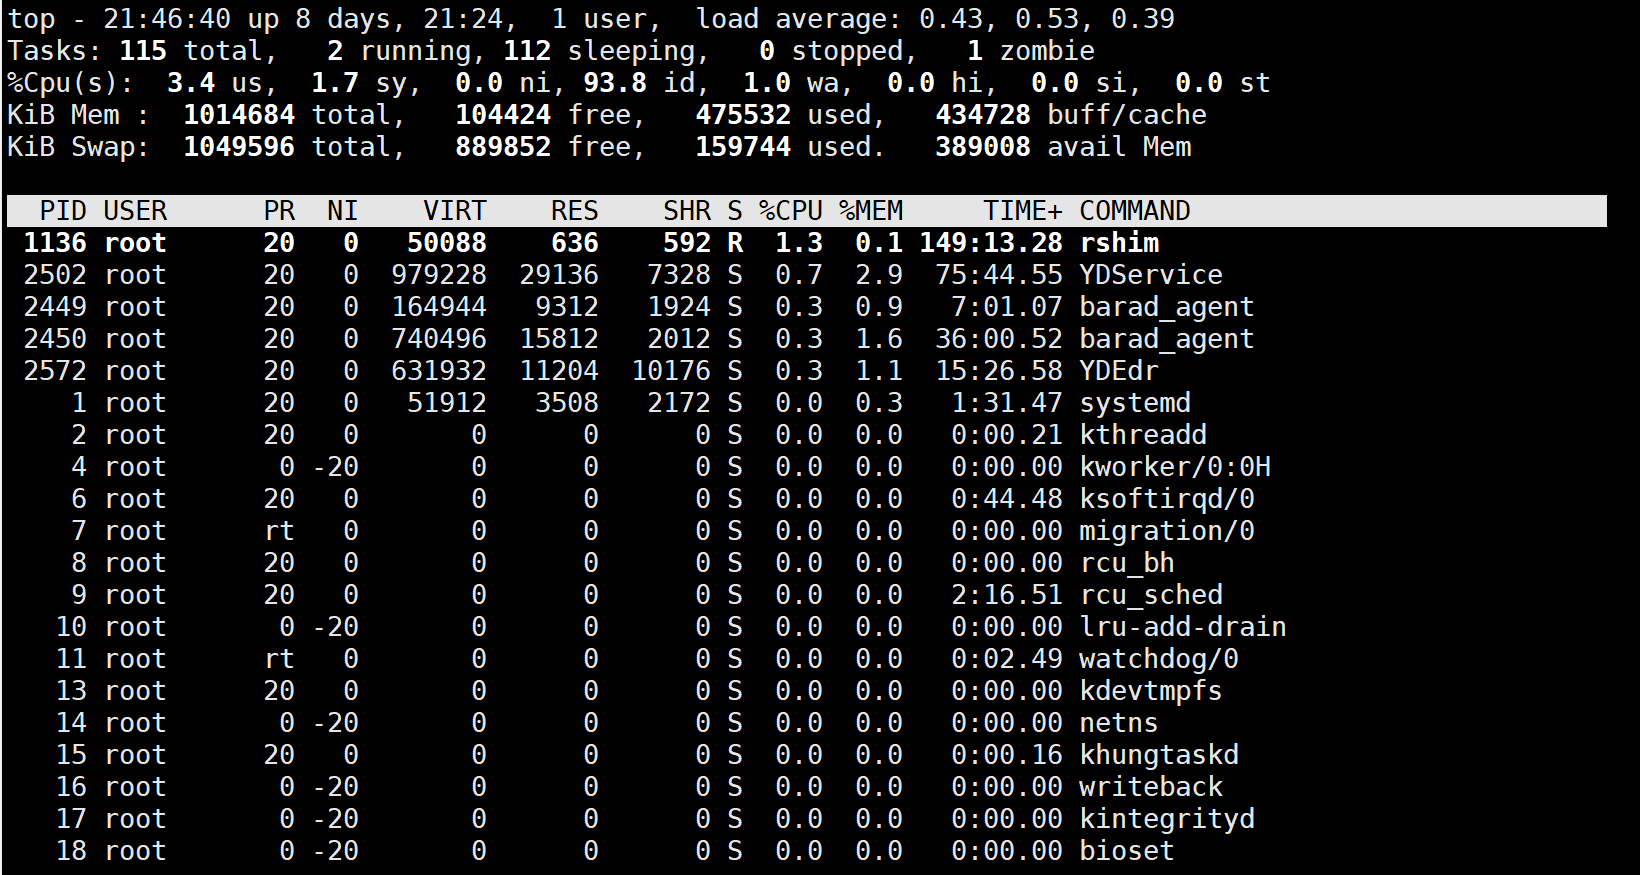 top - 21:46:40 up 8 days, 21:24,  1 user,  load average: 0.43, 0.53, 0.39
Tasks: 115 total,   2 running, 112 sleeping,   0 stopped,   1 zombie
%Cpu(s):  3.4 us,  1.7 sy,  0.0 ni, 93.8 id,  1.0 wa,  0.0 hi,  0.0 si,  0.0 st
KiB Mem :  1014684 total,   104424 free,   475532 used,   434728 buff/cache
KiB Swap:  1049596 total,   889852 free,   159744 used.   389008 avail Mem
  PID USER      PR  NI    VIRT    RES    SHR S %CPU %MEM     TIME+ COMMAND
 1136 root      20   0   50088    636    592 R  1.3  0.1 149:13.28 rshim
 2502 root      20   0  979228  29136   7328 S  0.7  2.9  75:44.55 YDService
 2449 root      20   0  164944   9312   1924 S  0.3  0.9   7:01.07 barad_agent
 2450 root      20   0  740496  15812   2012 S  0.3  1.6  36:00.52 barad_agent
 2572 root      20   0  631932  11204  10176 S  0.3  1.1  15:26.58 YDEdr
    1 root      20   0   51912   3508   2172 S  0.0  0.3   1:31.47 systemd
    2 root      20   0       0      0      0 S  0.0  0.0   0:00.21 kthreadd
    4 root       0 -20       0      0      0 S  0.0  0.0   0:00.00 kworker/0:0H
    6 root      20   0       0      0      0 S  0.0  0.0   0:44.48 ksoftirqd/0
    7 root      rt   0       0      0      0 S  0.0  0.0   0:00.00 migration/0
    8 root      20   0       0      0      0 S  0.0  0.0   0:00.00 rcu_bh
    9 root      20   0       0      0      0 S  0.0  0.0   2:16.51 rcu_sched
   10 root       0 -20       0      0      0 S  0.0  0.0   0:00.00 lru-add-drain
   11 root      rt   0       0      0      0 S  0.0  0.0   0:02.49 watchdog/0
   13 root      20   0       0      0      0 S  0.0  0.0   0:00.00 kdevtmpfs
   14 root       0 -20       0      0      0 S  0.0  0.0   0:00.00 netns
   15 root      20   0       0      0      0 S  0.0  0.0   0:00.16 khungtaskd
   16 root       0 -20       0      0      0 S  0.0  0.0   0:00.00 writeback
   17 root       0 -20       0      0      0 S  0.0  0.0   0:00.00 kintegrityd
   18 root       0 -20       0      0      0 S  0.0  0.0   0:00.00 bioset